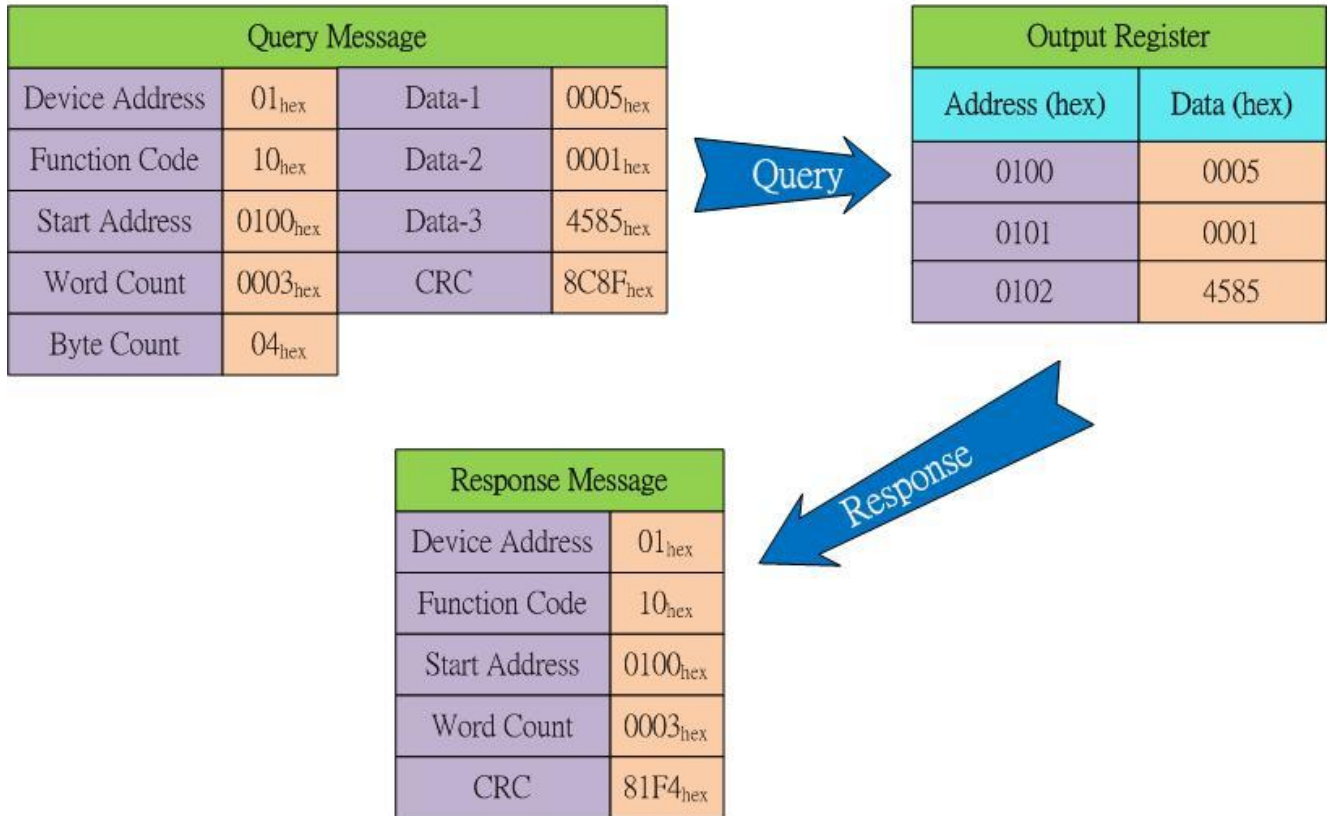 Query Message
Device Address 01hex Data-1 0005hex
Function Code 10hex Data-2 0001hex
Start Address 0100hex Data-3 4585hex
Word Count 0003hex CRC 8C8Fhex
Byte Count 04hex
Query
Output Register
Address (hex) Data (hex)
0100 0005
0101 0001
0102 4585
Response
Response Message
Device Address 01hex
Function Code 10hex
Start Address 0100hex
Word Count 0003hex
CRC 81F4hex